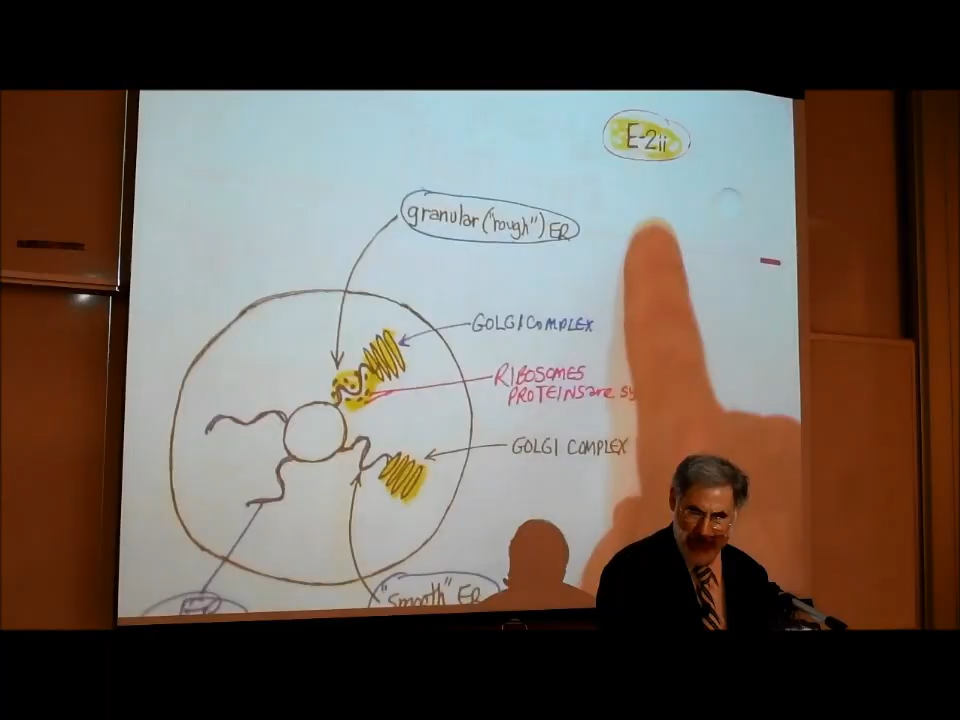 E-2ii
granular ("rough") ER
GOLGI COMPLEX
RIBOSOMES
PROTEINS are sy
GOLGI COMPLEX
"smooth" ER